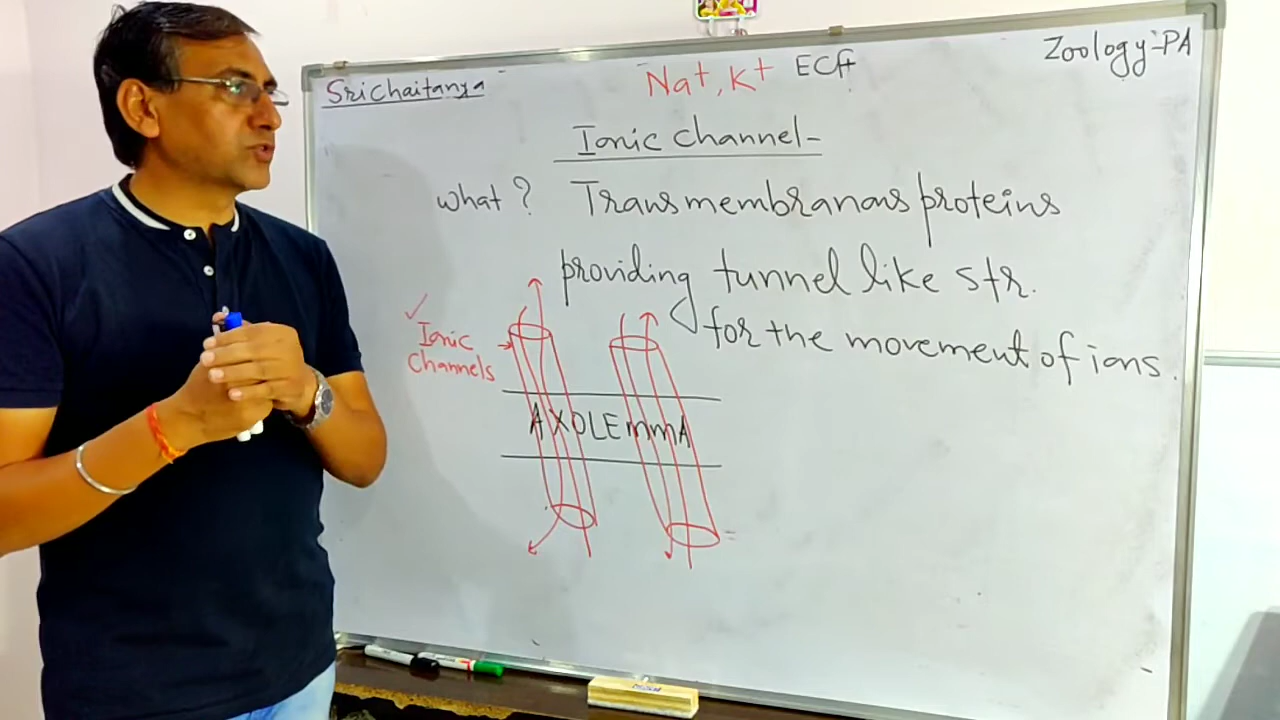 Srichaitanya
Na+, K+ ECF
Zoology-PA
Ionic channel-
what? Transmembranous proteins
providing tunnel like str.
for the movement of ions.
Ionic
Channels
AXOLEmmA